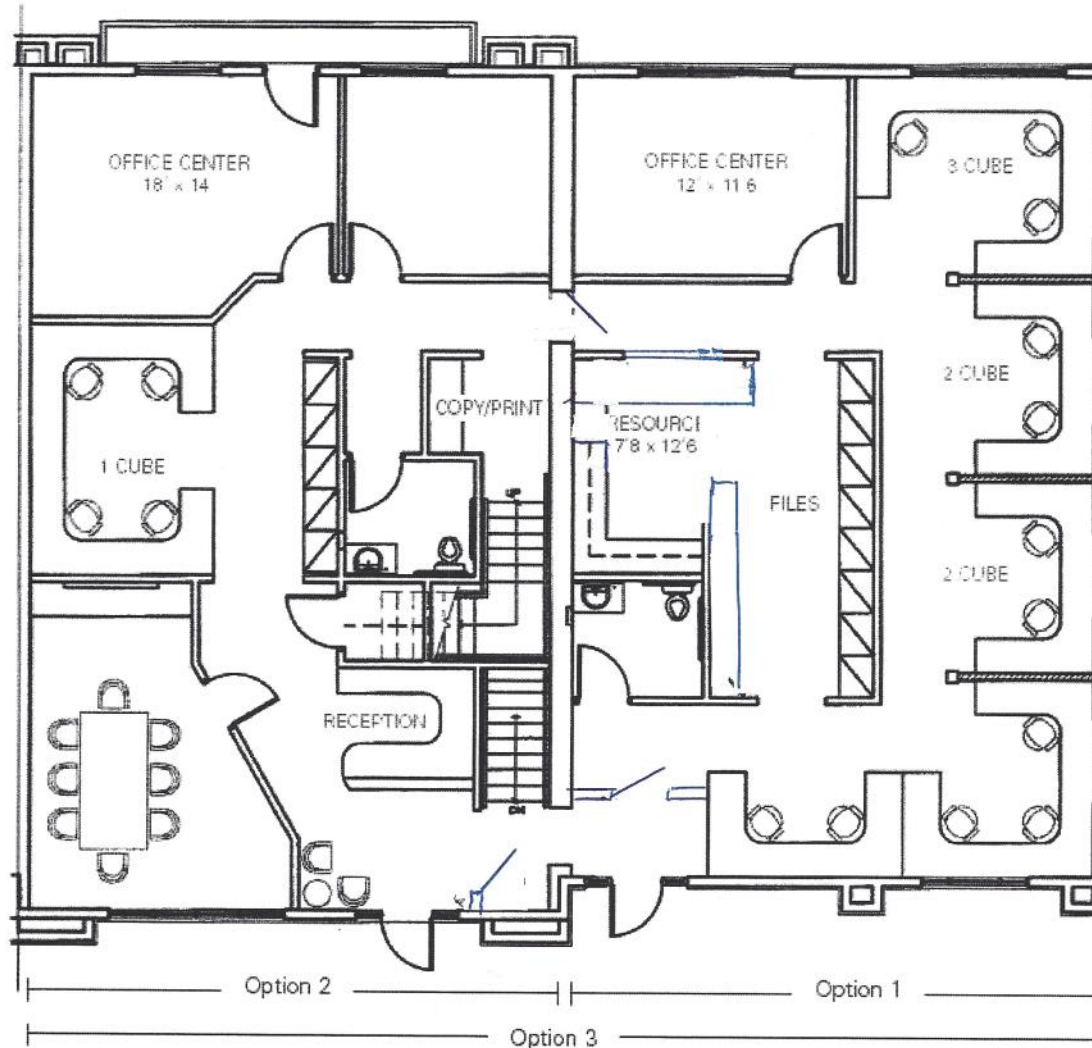 OFFICE CENTER
18' x 14
OFFICE CENTER
12' x 11 6
3 CUBE
COPY/PRINT
RESOURCE
7'8 x 12'6
2 CUBE
1 CUBE
FILES
UP
2 CUBE
RECEPTION
DN
Option 2
Option 1
Option 3